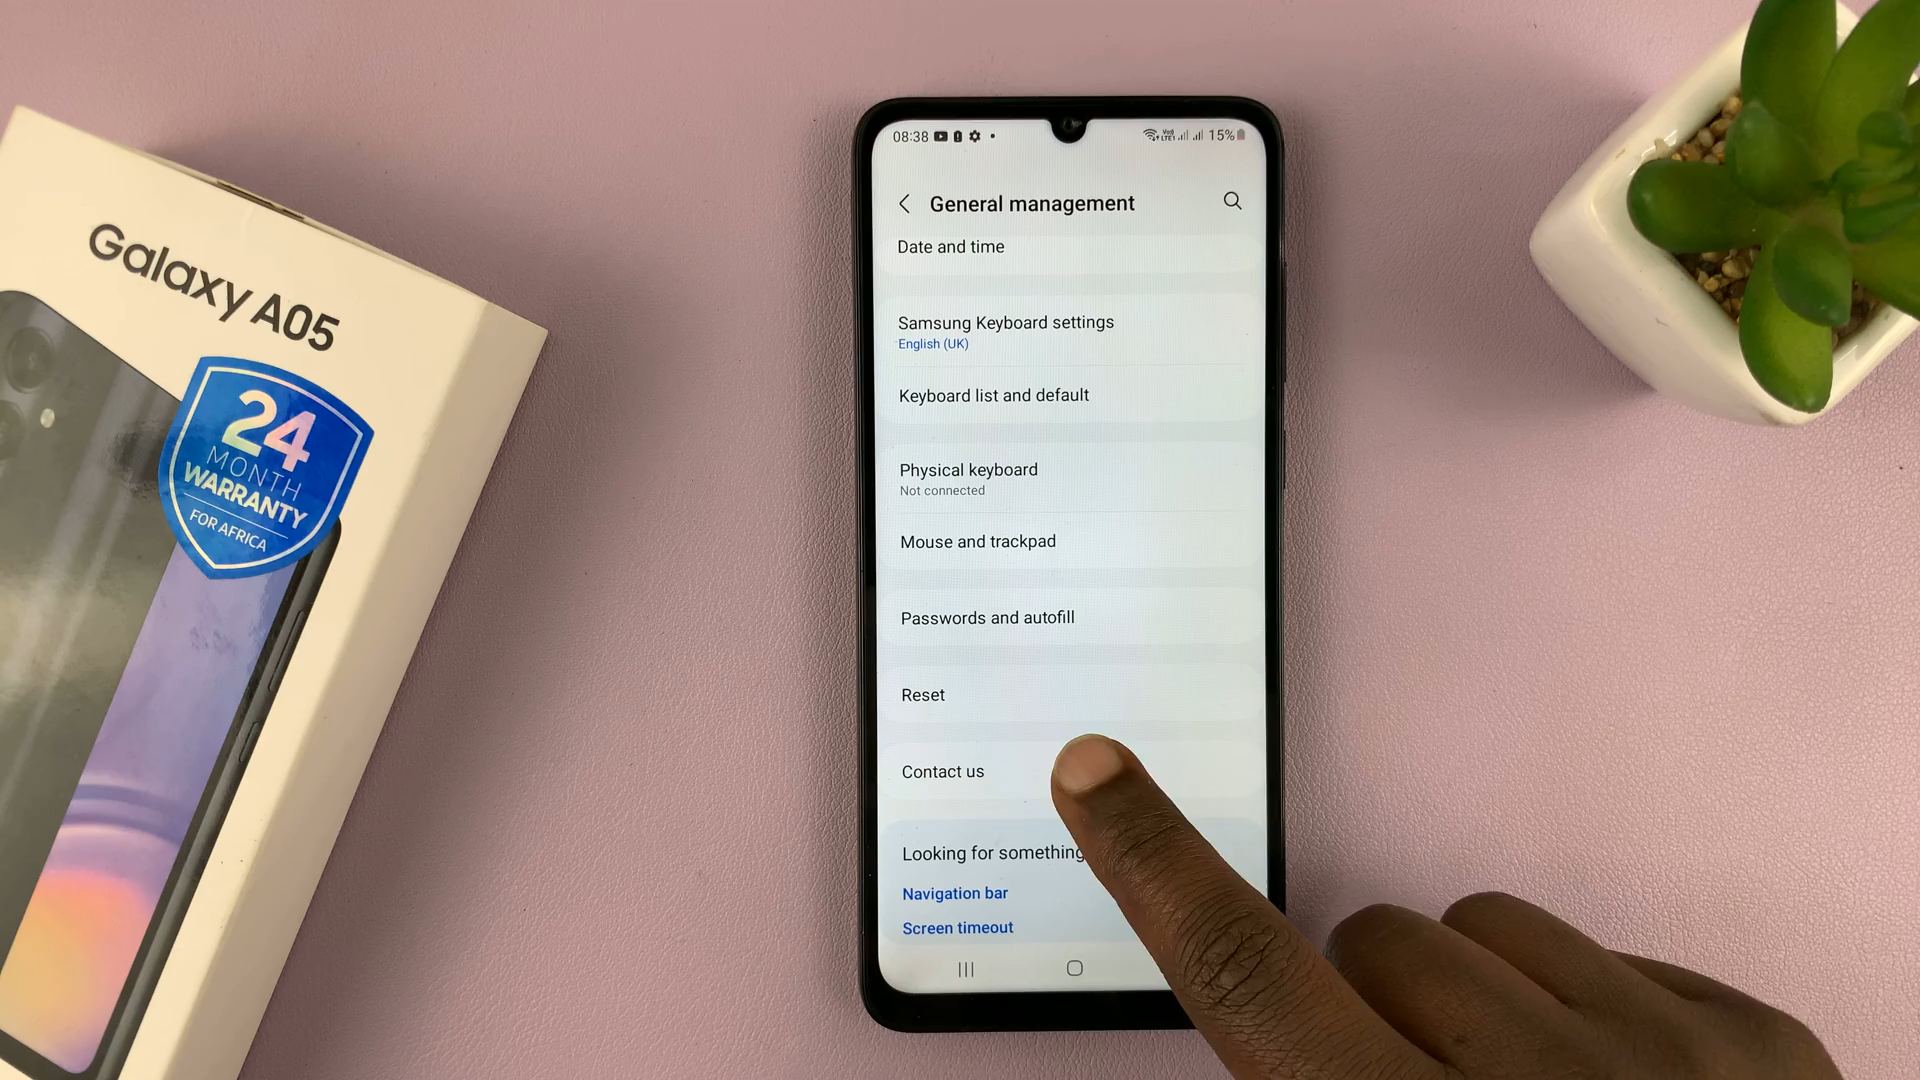 Galaxy A05
24
MONTH
WARRANTY
FOR AFRICA
08:38
15%
General management
Date and time
Samsung Keyboard settings
English (UK)
Keyboard list and default
Physical keyboard
Not connected
Mouse and trackpad
Passwords and autofill
Reset
Contact us
Looking for something
Navigation bar
Screen timeout